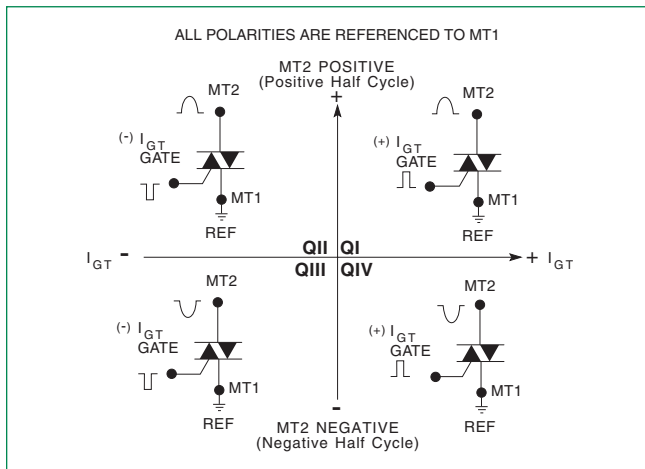 ALL POLARITIES ARE REFERENCED TO MT1
MT2 POSITIVE
(Positive Half Cycle)
+
MT2
(-) IGT
GATE
MT1
REF
MT2
(+) IGT
GATE
MT1
REF
IGT -
QII QI
QIII QIV
+ IGT
MT2
(-) IGT
GATE
MT1
REF
MT2
(+) IGT
GATE
MT1
REF
-
MT2 NEGATIVE
(Negative Half Cycle)